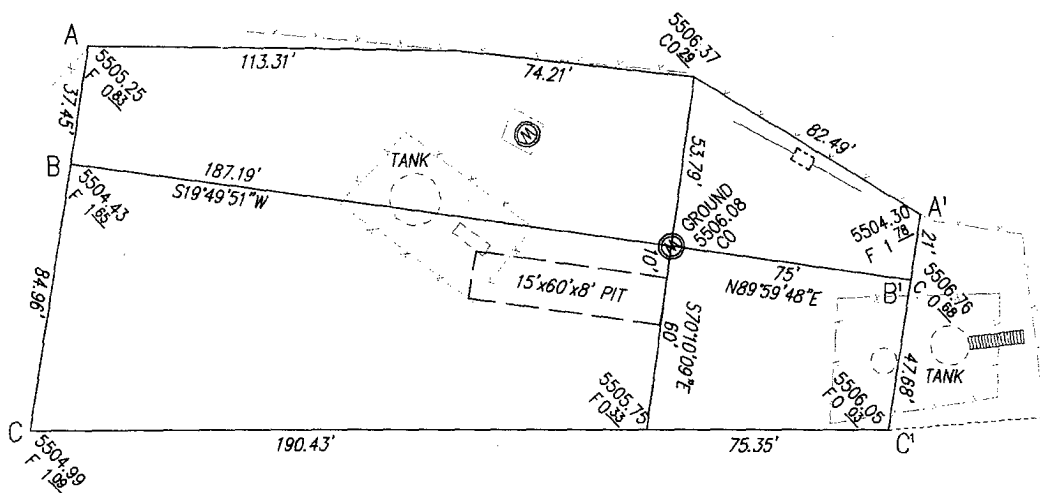 A
5505.25
F 0.83
113.31'
74.21'
5506.37
C0.29
37.45'
82.49'
B
5504.43
F 1.65
187.19'
S19°49'51"W
TANK
W
53.79'
GROUND
5506.08
C0
W
5504.30
F 1.78
A'
21'
75'
N89°59'48"E
B'
5506.76
C 0.68
10'
15'x60'x8' PIT
84.96'
60'
S70°10'09"E
TANK
47.68'
5505.75
F0.33
5506.05
F0.03
C
5504.99
F 1.09
190.43'
75.35'
C'